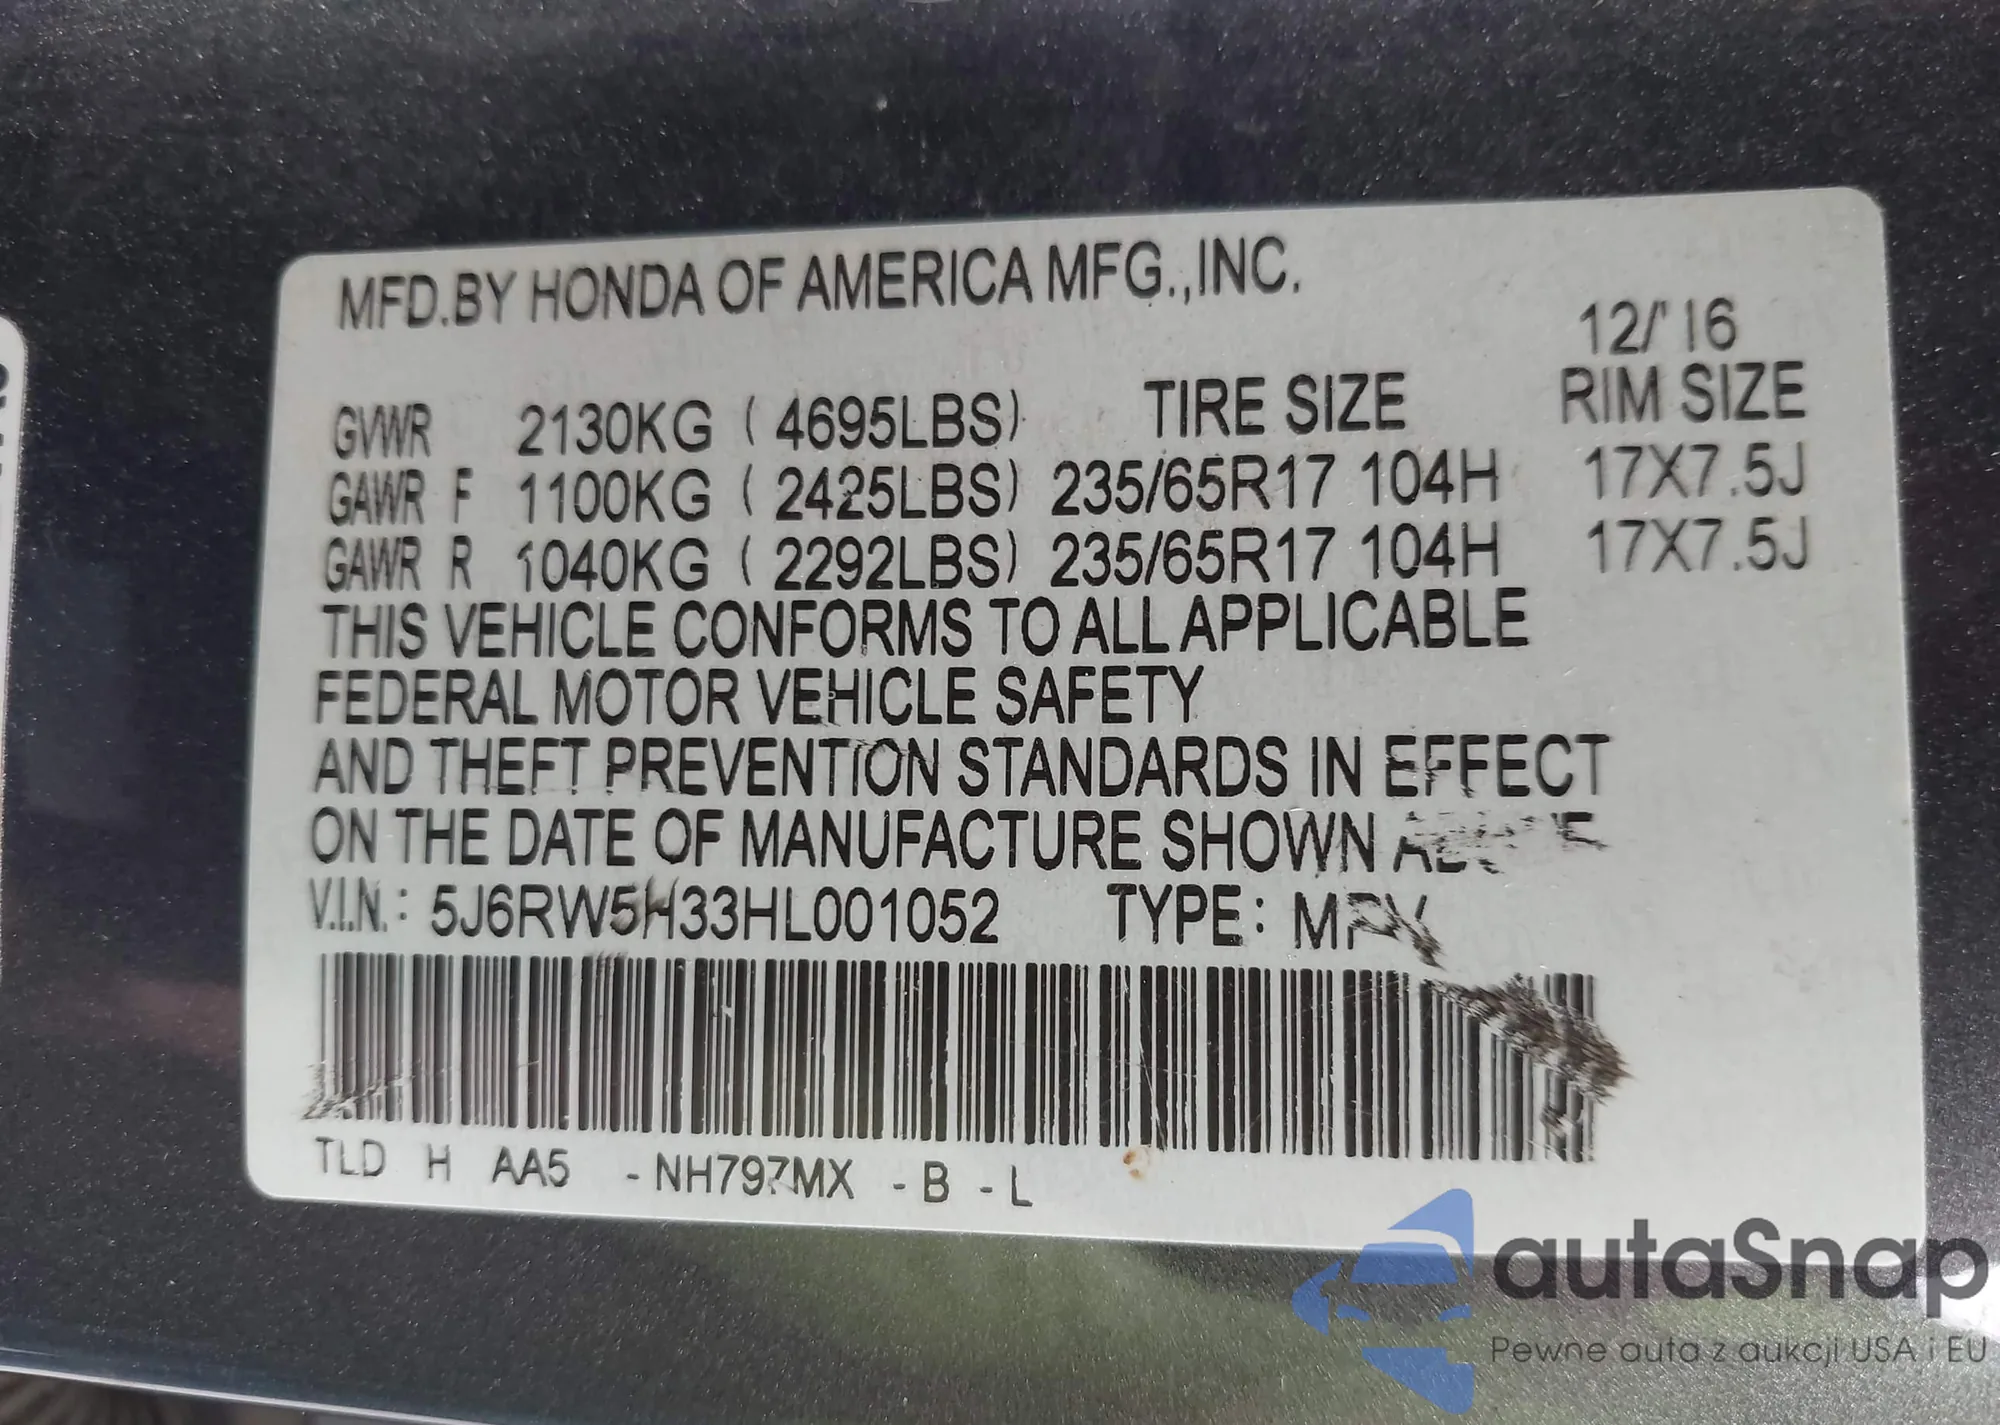 MFD.BY HONDA OF AMERICA MFG.,INC.
12/'16
GVWR 2130KG ( 4695LBS) TIRE SIZE RIM SIZE
GAWR F 1100KG ( 2425LBS) 235/65R17 104H 17X7.5J
GAWR R 1040KG ( 2292LBS) 235/65R17 104H 17X7.5J
THIS VEHICLE CONFORMS TO ALL APPLICABLE
FEDERAL MOTOR VEHICLE SAFETY
AND THEFT PREVENTION STANDARDS IN EFFECT
ON THE DATE OF MANUFACTURE SHOWN
V.I.N.: 5J6RW5H33HL001052 TYPE: MPV
TLD H AA5 -NH797MX -B -L
autaSnap
Pewne auta z aukcji USA i EU